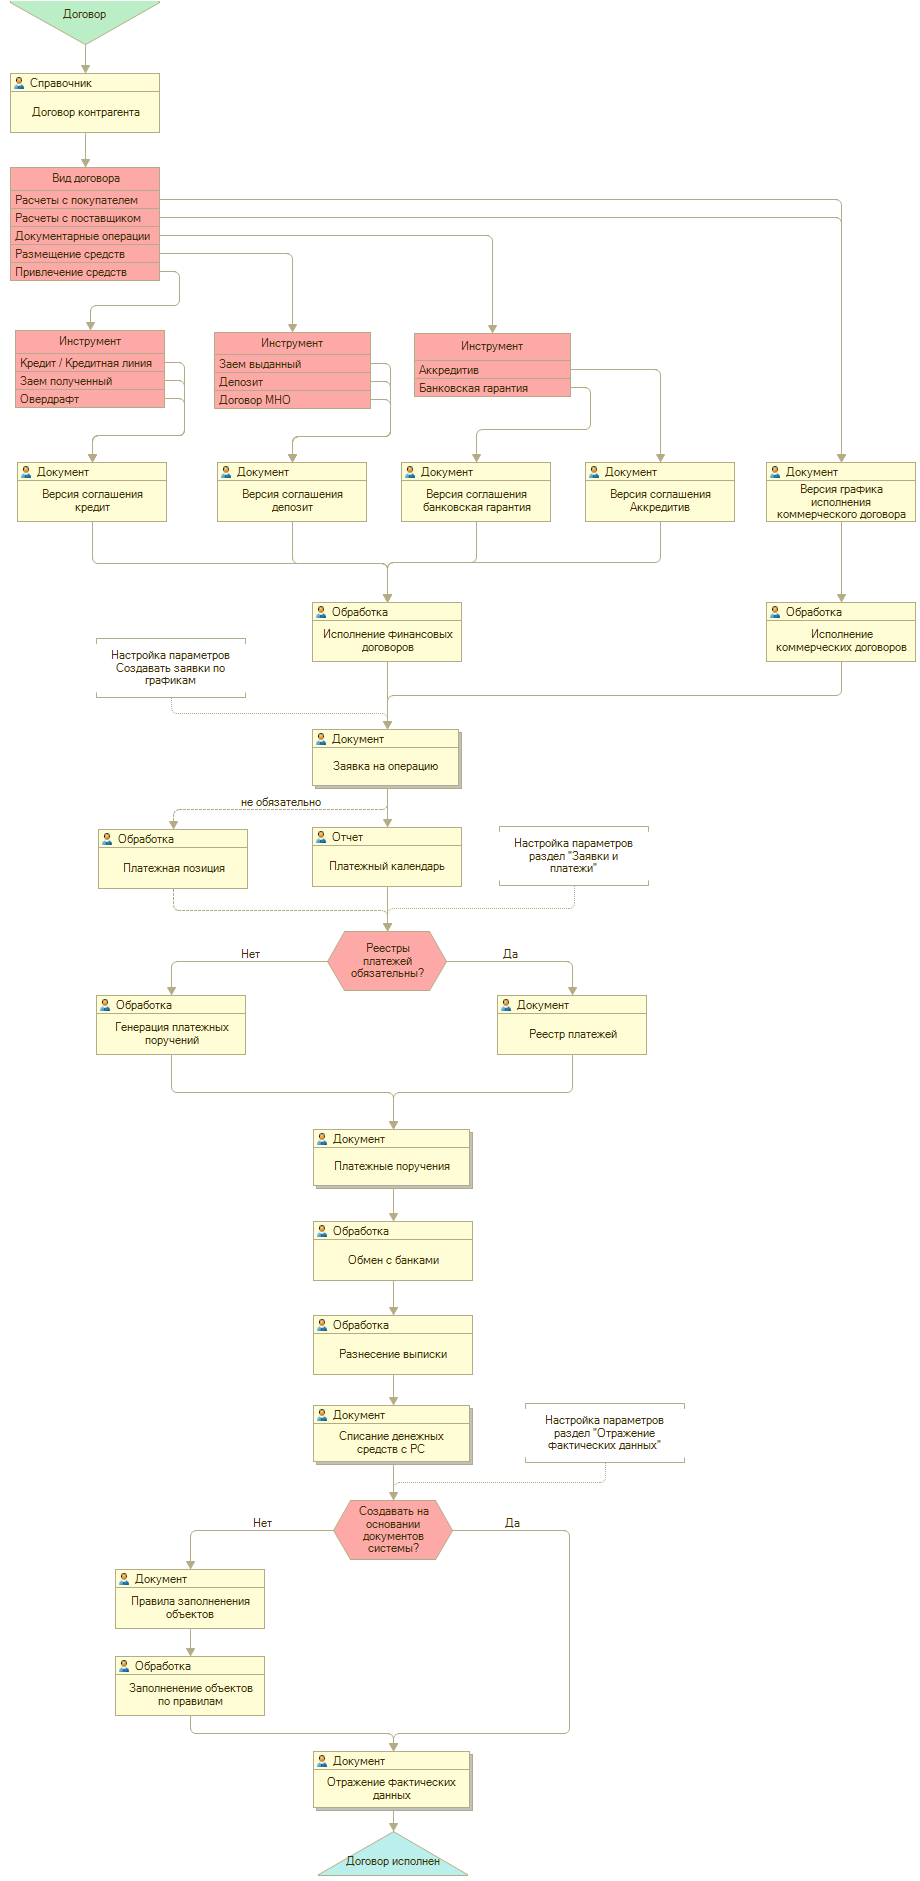 Договор
Справочник
Договор контрагента
Вид договора
Расчеты с покупателем
Расчеты с поставщиком
Документарные операции
Размещение средств
Привлечение средств
Инструмент
Кредит / Кредитная линия
Заем полученный
Овердрафт
Инструмент
Заем выданный
Депозит
Договор МНО
Инструмент
Аккредитив
Банковская гарантия
Документ
Версия соглашения
кредит
Документ
Версия соглашения
депозит
Документ
Версия соглашения
банковская гарантия
Документ
Версия соглашения
Аккредитив
Документ
Версия графика
исполнения
коммерческого договора
Обработка
Исполнение финансовых
договоров
Обработка
Исполнение
коммерческих договоров
Настройка параметров
Создавать заявки по
графикам
Документ
Заявка на операцию
не обязательно
Обработка
Платежная позиция
Отчет
Платежный календарь
Настройка параметров
раздел "Заявки и
платежи"
Реестры
платежей
обязательны?
Нет
Да
Обработка
Генерация платежных
поручений
Документ
Реестр платежей
Документ
Платежные поручения
Обработка
Обмен с банками
Обработка
Разнесение выписки
Документ
Списание денежных
средств с РС
Настройка параметров
раздел "Отражение
фактических данных"
Создавать на
основании
документов
системы?
Нет
Да
Документ
Правила заполненения
объектов
Обработка
Заполненение объектов
по правилам
Документ
Отражение фактических
данных
Договор исполнен